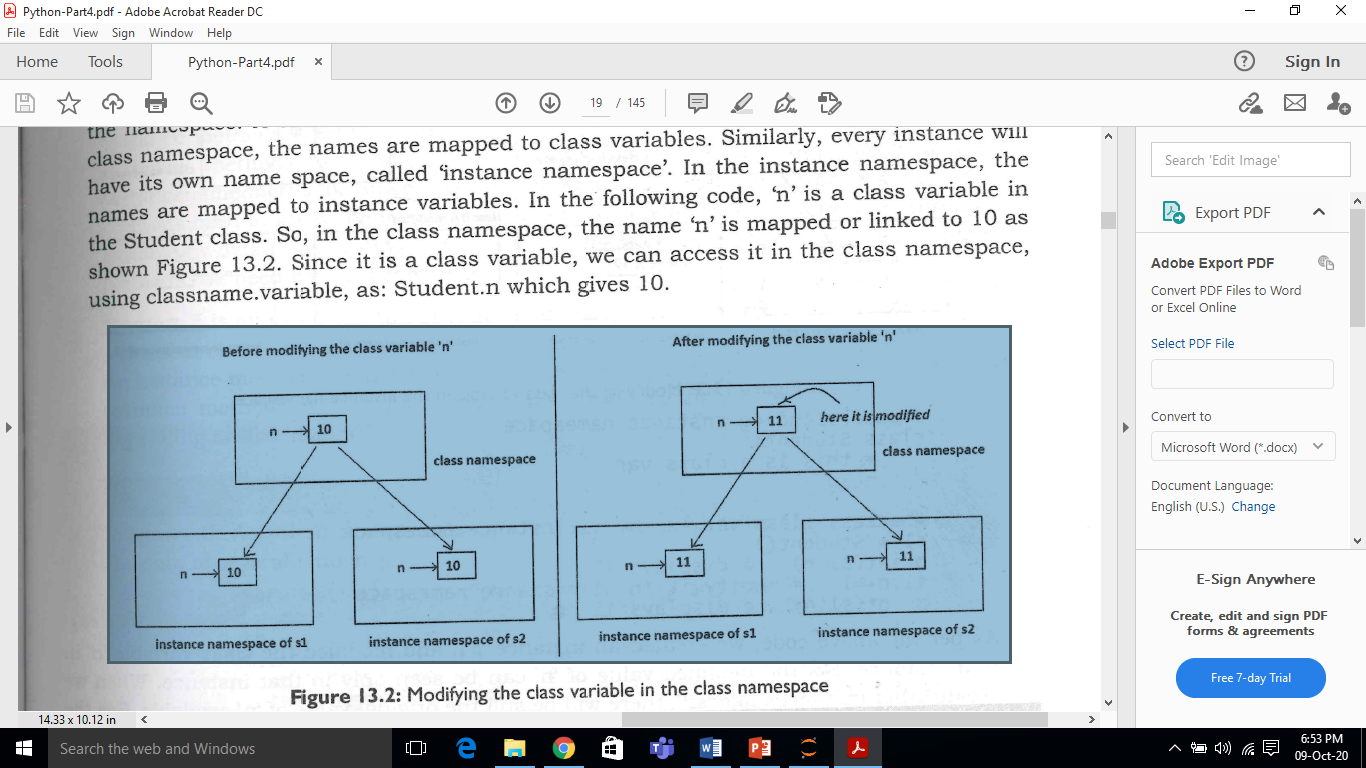 Python-Part4.pdf - Adobe Acrobat Reader DC
File Edit View Sign Window Help
Home Tools Python-Part4.pdf × Sign In
19 / 145
class namespace, the names are mapped to class variables. Similarly, every instance will
have its own name space, called ‘instance namespace’. In the instance namespace, the
names are mapped to instance variables. In the following code, ‘n’ is a class variable in
the Student class. So, in the class namespace, the name ‘n’ is mapped or linked to 10 as
shown Figure 13.2. Since it is a class variable, we can access it in the class namespace,
using classname.variable, as: Student.n which gives 10.
Before modifying the class variable 'n'
n 10
class namespace
n 10
instance namespace of s1
n 10
instance namespace of s2
After modifying the class variable 'n'
n 11 here it is modified
class namespace
n 11
instance namespace of s1
n 11
instance namespace of s2
Figure 13.2: Modifying the class variable in the class namespace
14.33 x 10.12 in
Search 'Edit Image'
Export PDF
Adobe Export PDF
Convert PDF Files to Word
or Excel Online
Select PDF File
Convert to
Microsoft Word (*.docx)
Document Language:
English (U.S.) Change
E-Sign Anywhere
Create, edit and sign PDF
forms & agreements
Free 7-day Trial
Search the web and Windows
6:53 PM
09-Oct-20